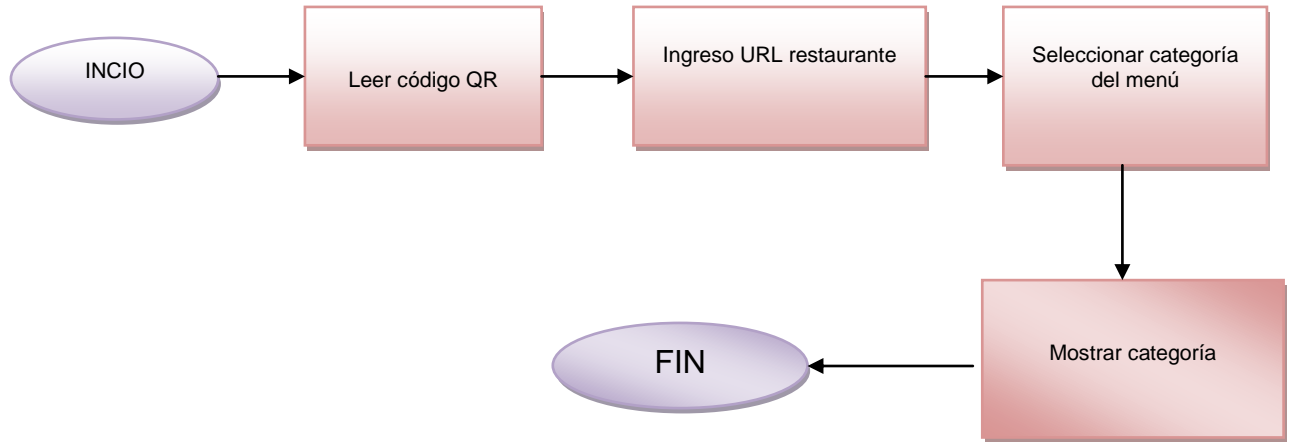 INCIO
Leer código QR
Ingreso URL restaurante
Seleccionar categoría
del menú
Mostrar categoría
FIN